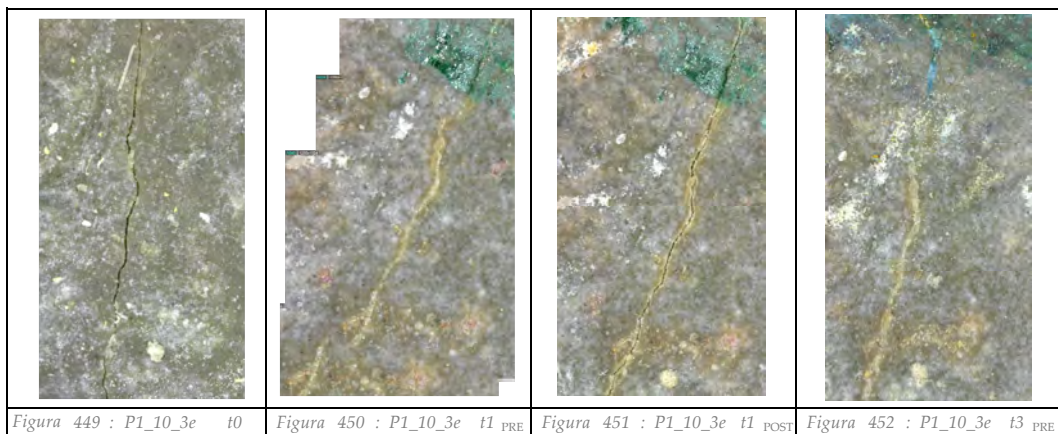 Figura 449 : P1_10_3e t0
Figura 450 : P1_10_3e t1 PRE
Figura 451 : P1_10_3e t1 POST
Figura 452 : P1_10_3e t3 PRE